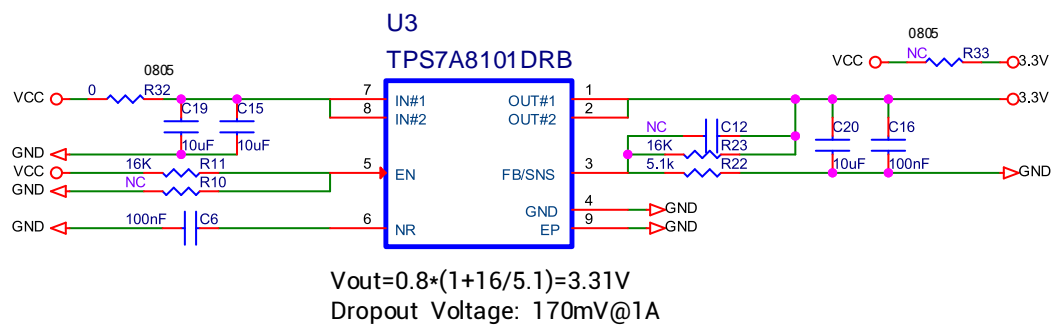 U3
TPS7A8101DRB
0805
VCC 0 R32
C19 C15
10uF 10uF
GND
VCC 16K R11
GND NC R10
GND 100nF C6
7 IN#1 OUT#1 1
8 IN#2 OUT#2 2
5 EN FB/SNS 3
GND 4 GND
6 NR EP 9 GND
0805
VCC NC R33 3.3V
3.3V
NC C12
16K R23
5.1k R22
C20 C16
10uF 100nF
GND
Vout=0.8*(1+16/5.1)=3.31V
Dropout Voltage: 170mV@1A